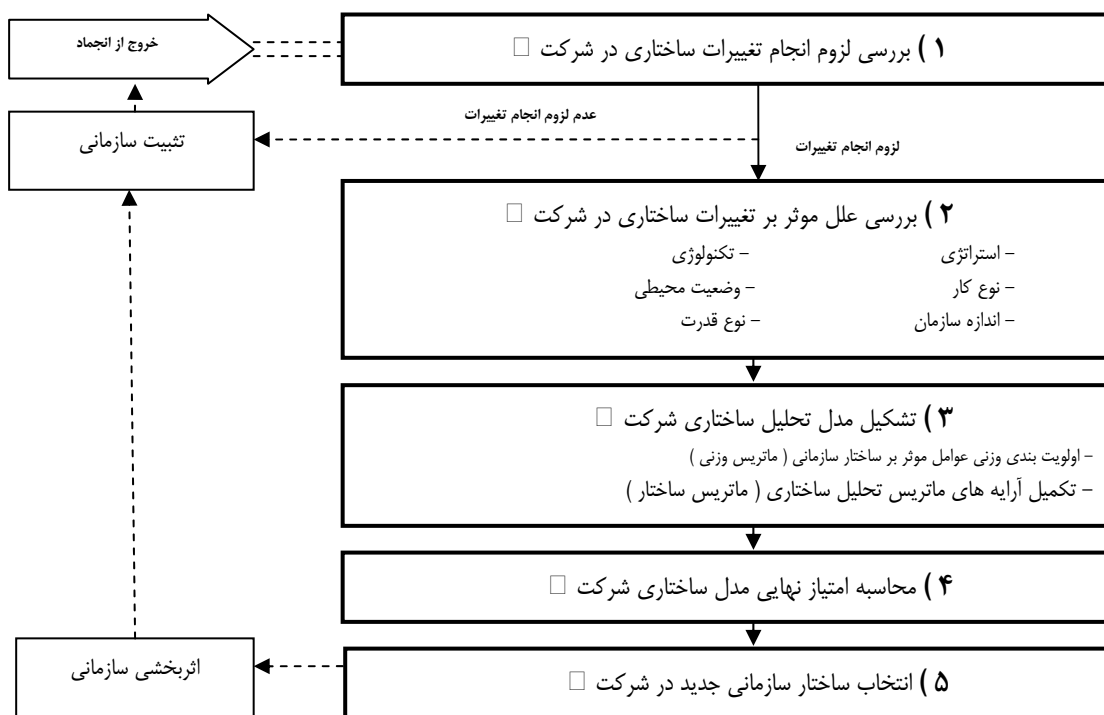 خروج از انجماد
۱ ) بررسی لزوم انجام تغییرات ساختاری در شرکت □
تثبیت سازمانی
عدم لزوم انجام تغییرات
لزوم انجام تغییرات
۲ ) بررسی علل موثر بر تغییرات ساختاری در شرکت □
- استراتژی - تکنولوژی
- نوع کار - وضعیت محیطی
- اندازه سازمان - نوع قدرت
۳ ) تشکیل مدل تحلیل ساختاری شرکت □
- اولویت بندی وزنی عوامل موثر بر ساختار سازمانی ( ماتریس وزنی )
- تکمیل آرایه های ماتریس تحلیل ساختاری ( ماتریس ساختار )
۴ ) محاسبه امتیاز نهایی مدل ساختاری شرکت □
۵ ) انتخاب ساختار سازمانی جدید در شرکت □
اثربخشی سازمانی